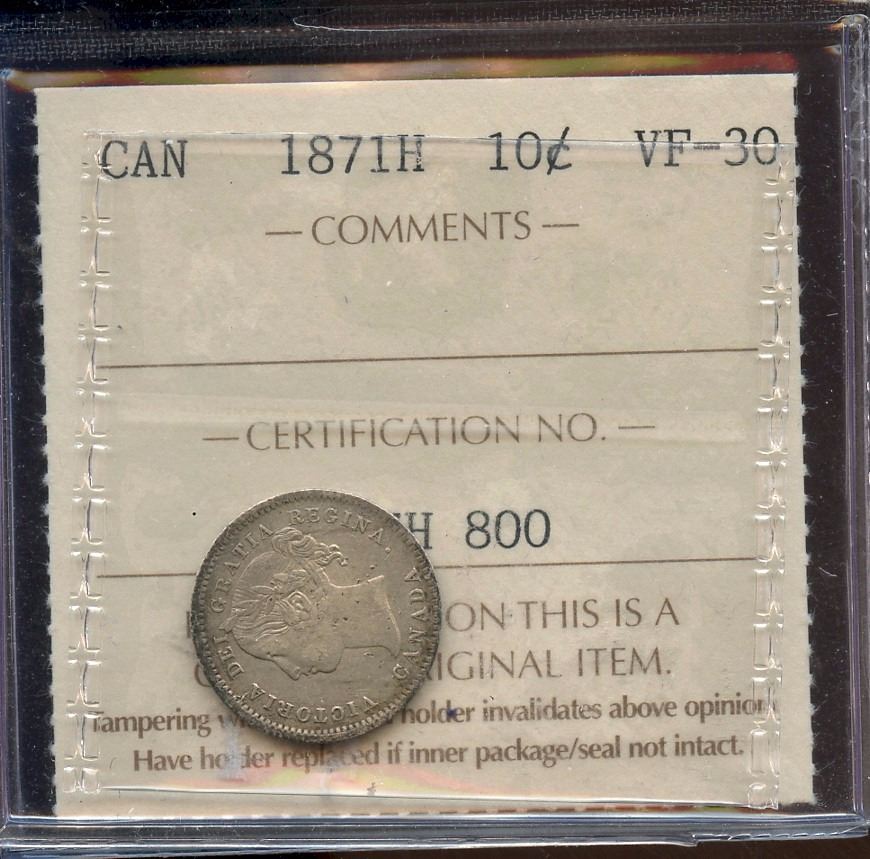 CAN 1871H 10¢ VF-30
— COMMENTS —
— CERTIFICATION NO. —
H 800
ON THIS IS A
RIGINAL ITEM.
Tampering holder invalidates above opinion
Have holder replaced if inner package/seal not intact.
VICTORIA DEI GRATIA REGINA.
CANADA